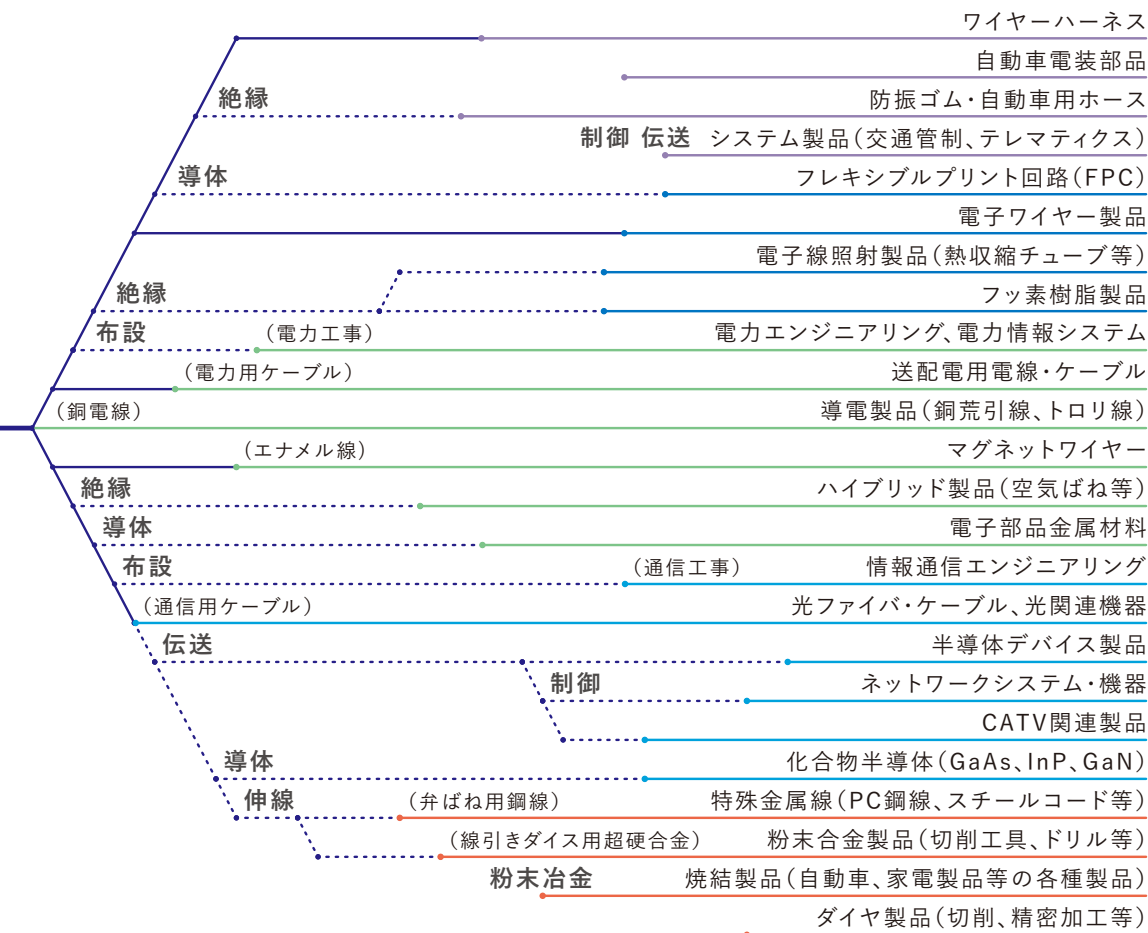 ワイヤーハーネス
自動車電装部品
絶縁 防振ゴム・自動車用ホース
制御 伝送 システム製品(交通管制、テレマティクス)
導体 フレキシブルプリント回路(FPC)
電子ワイヤー製品
電子線照射製品(熱収縮チューブ等)
絶縁 フッ素樹脂製品
布設 (電力工事) 電力エンジニアリング、電力情報システム
(電力用ケーブル) 送配電用電線・ケーブル
(銅電線) 導電製品(銅荒引線、トロリ線)
(エナメル線) マグネットワイヤー
絶縁 ハイブリッド製品(空気ばね等)
導体 電子部品金属材料
布設 (通信工事) 情報通信エンジニアリング
(通信用ケーブル) 光ファイバ・ケーブル、光関連機器
伝送 半導体デバイス製品
制御 ネットワークシステム・機器
CATV関連製品
導体 化合物半導体(GaAs、InP、GaN)
伸線 (弁ばね用鋼線) 特殊金属線(PC鋼線、スチールコード等)
(線引きダイス用超硬合金) 粉末合金製品(切削工具、ドリル等)
粉末冶金 焼結製品(自動車、家電製品等の各種製品)
ダイヤ製品(切削、精密加工等)